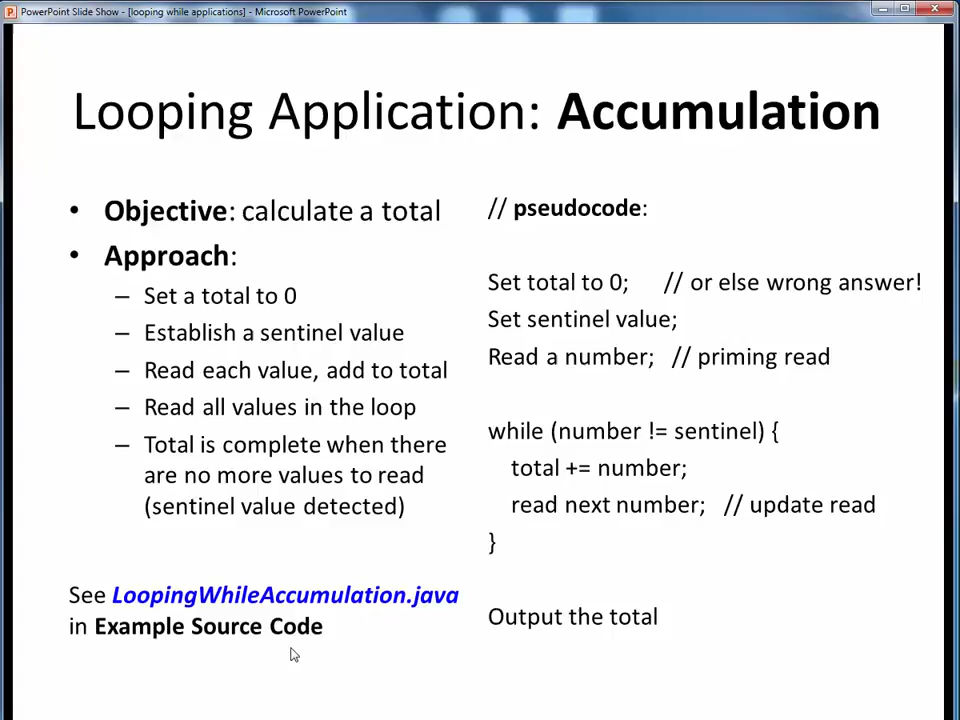 PowerPoint Slide Show - [looping while applications] - Microsoft PowerPoint
Looping Application: Accumulation
• Objective: calculate a total
• Approach:
– Set a total to 0
– Establish a sentinel value
– Read each value, add to total
– Read all values in the loop
– Total is complete when there
are no more values to read
(sentinel value detected)
See LoopingWhileAccumulation.java
in Example Source Code
// pseudocode:
Set total to 0; // or else wrong answer!
Set sentinel value;
Read a number; // priming read
while (number != sentinel) {
total += number;
read next number; // update read
}
Output the total